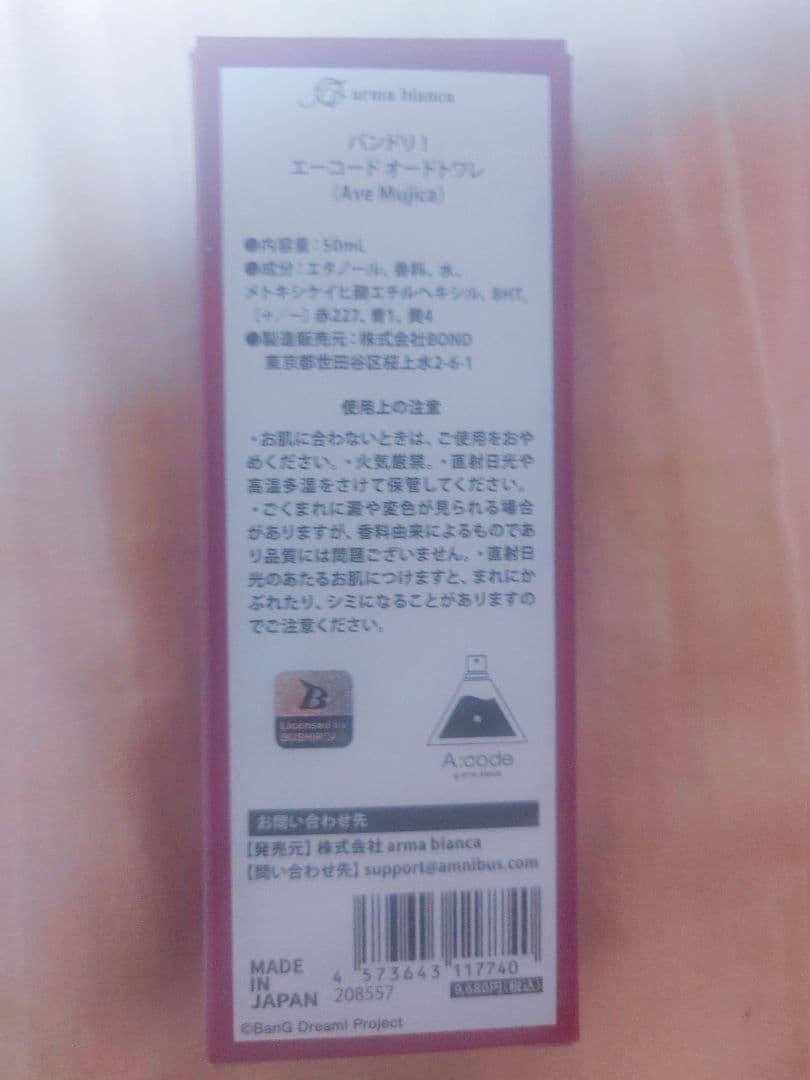 arma bianca
バンドリ！
エーコード オードトワレ
（Ave Mujica）
●内容量：50mL
●成分：エタノール、香料、水、
メトキシケイヒ酸エチルヘキシル、BHT、
［＋／－］赤227、青1、黄4
●製造販売元：株式会社BOND
東京都世田谷区桜上水2-6-1
使用上の注意
・お肌に合わないときは、ご使用をおや
めください。・火気厳禁。・直射日光や
高温多湿をさけて保管してください。
・ごくまれに澱や変色が見られる場合
がありますが、香料由来によるものであ
り品質には問題ございません。・直射日
光のあたるお肌につけますと、まれにか
ぶれたり、シミになることがありますの
でご注意ください。
B
Licensed by
BUSHIROAD
A:code
お問い合わせ先
【発売元】株式会社 arma bianca
【問い合わせ先】support@amnibus.com
MADE
IN
JAPAN
4 573643 117740
208557
9,680円(税込)
©BanG Dream! Project